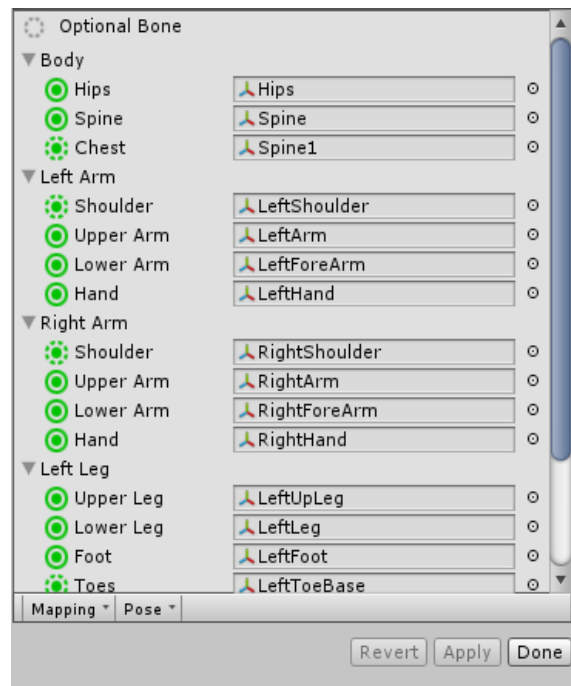 Optional Bone
Body
Hips Hips
Spine Spine
Chest Spine1
Left Arm
Shoulder LeftShoulder
Upper Arm LeftArm
Lower Arm LeftForeArm
Hand LeftHand
Right Arm
Shoulder RightShoulder
Upper Arm RightArm
Lower Arm RightForeArm
Hand RightHand
Left Leg
Upper Leg LeftUpLeg
Lower Leg LeftLeg
Foot LeftFoot
Toes LeftToeBase
Mapping Pose
Revert Apply Done